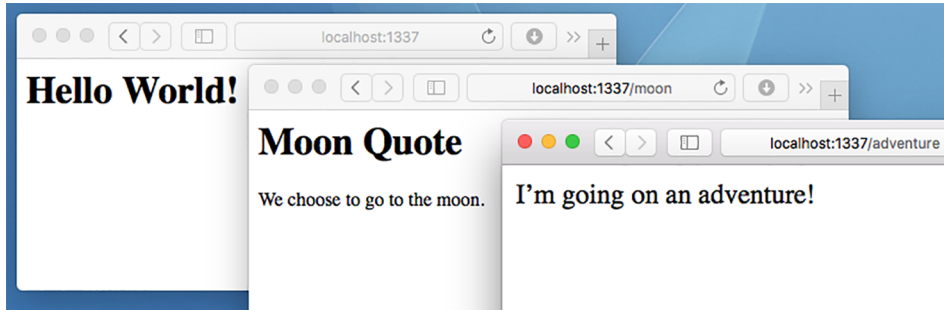 localhost:1337
Hello World!
localhost:1337/moon
Moon Quote
We choose to go to the moon.
localhost:1337/adventure
I'm going on an adventure!